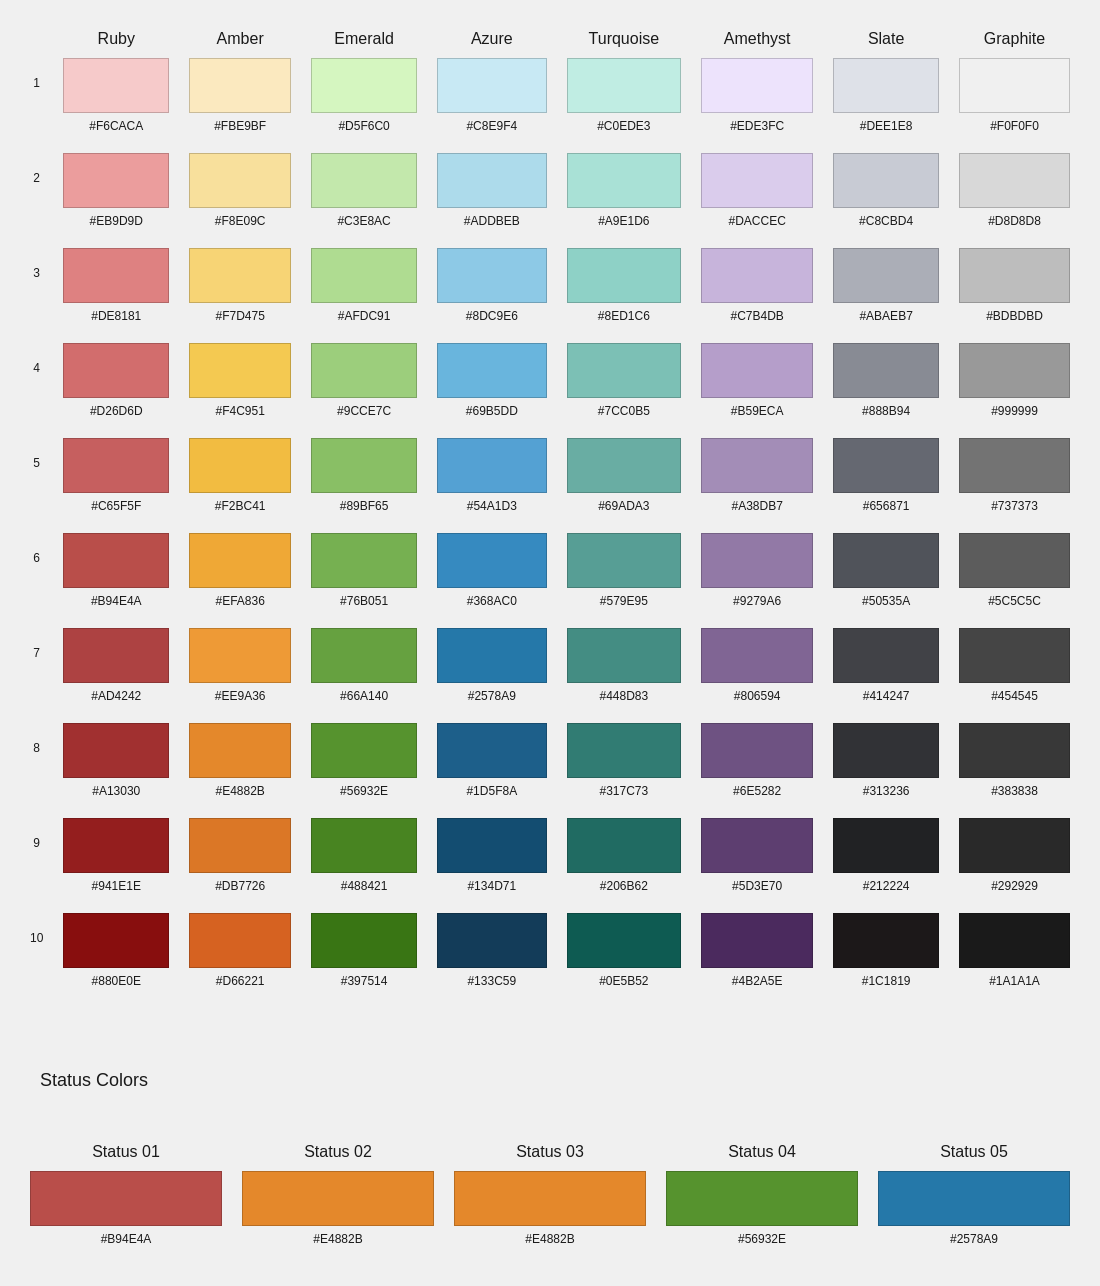 Ruby Amber Emerald Azure Turquoise Amethyst Slate Graphite
1
#F6CACA #FBE9BF #D5F6C0 #C8E9F4 #C0EDE3 #EDE3FC #DEE1E8 #F0F0F0
2
#EB9D9D #F8E09C #C3E8AC #ADDBEB #A9E1D6 #DACCEC #C8CBD4 #D8D8D8
3
#DE8181 #F7D475 #AFDC91 #8DC9E6 #8ED1C6 #C7B4DB #ABAEB7 #BDBDBD
4
#D26D6D #F4C951 #9CCE7C #69B5DD #7CC0B5 #B59ECA #888B94 #999999
5
#C65F5F #F2BC41 #89BF65 #54A1D3 #69ADA3 #A38DB7 #656871 #737373
6
#B94E4A #EFA836 #76B051 #368AC0 #579E95 #9279A6 #50535A #5C5C5C
7
#AD4242 #EE9A36 #66A140 #2578A9 #448D83 #806594 #414247 #454545
8
#A13030 #E4882B #56932E #1D5F8A #317C73 #6E5282 #313236 #383838
9
#941E1E #DB7726 #488421 #134D71 #206B62 #5D3E70 #212224 #292929
10
#880E0E #D66221 #397514 #133C59 #0E5B52 #4B2A5E #1C1819 #1A1A1A
Status Colors
Status 01 Status 02 Status 03 Status 04 Status 05
#B94E4A #E4882B #E4882B #56932E #2578A9